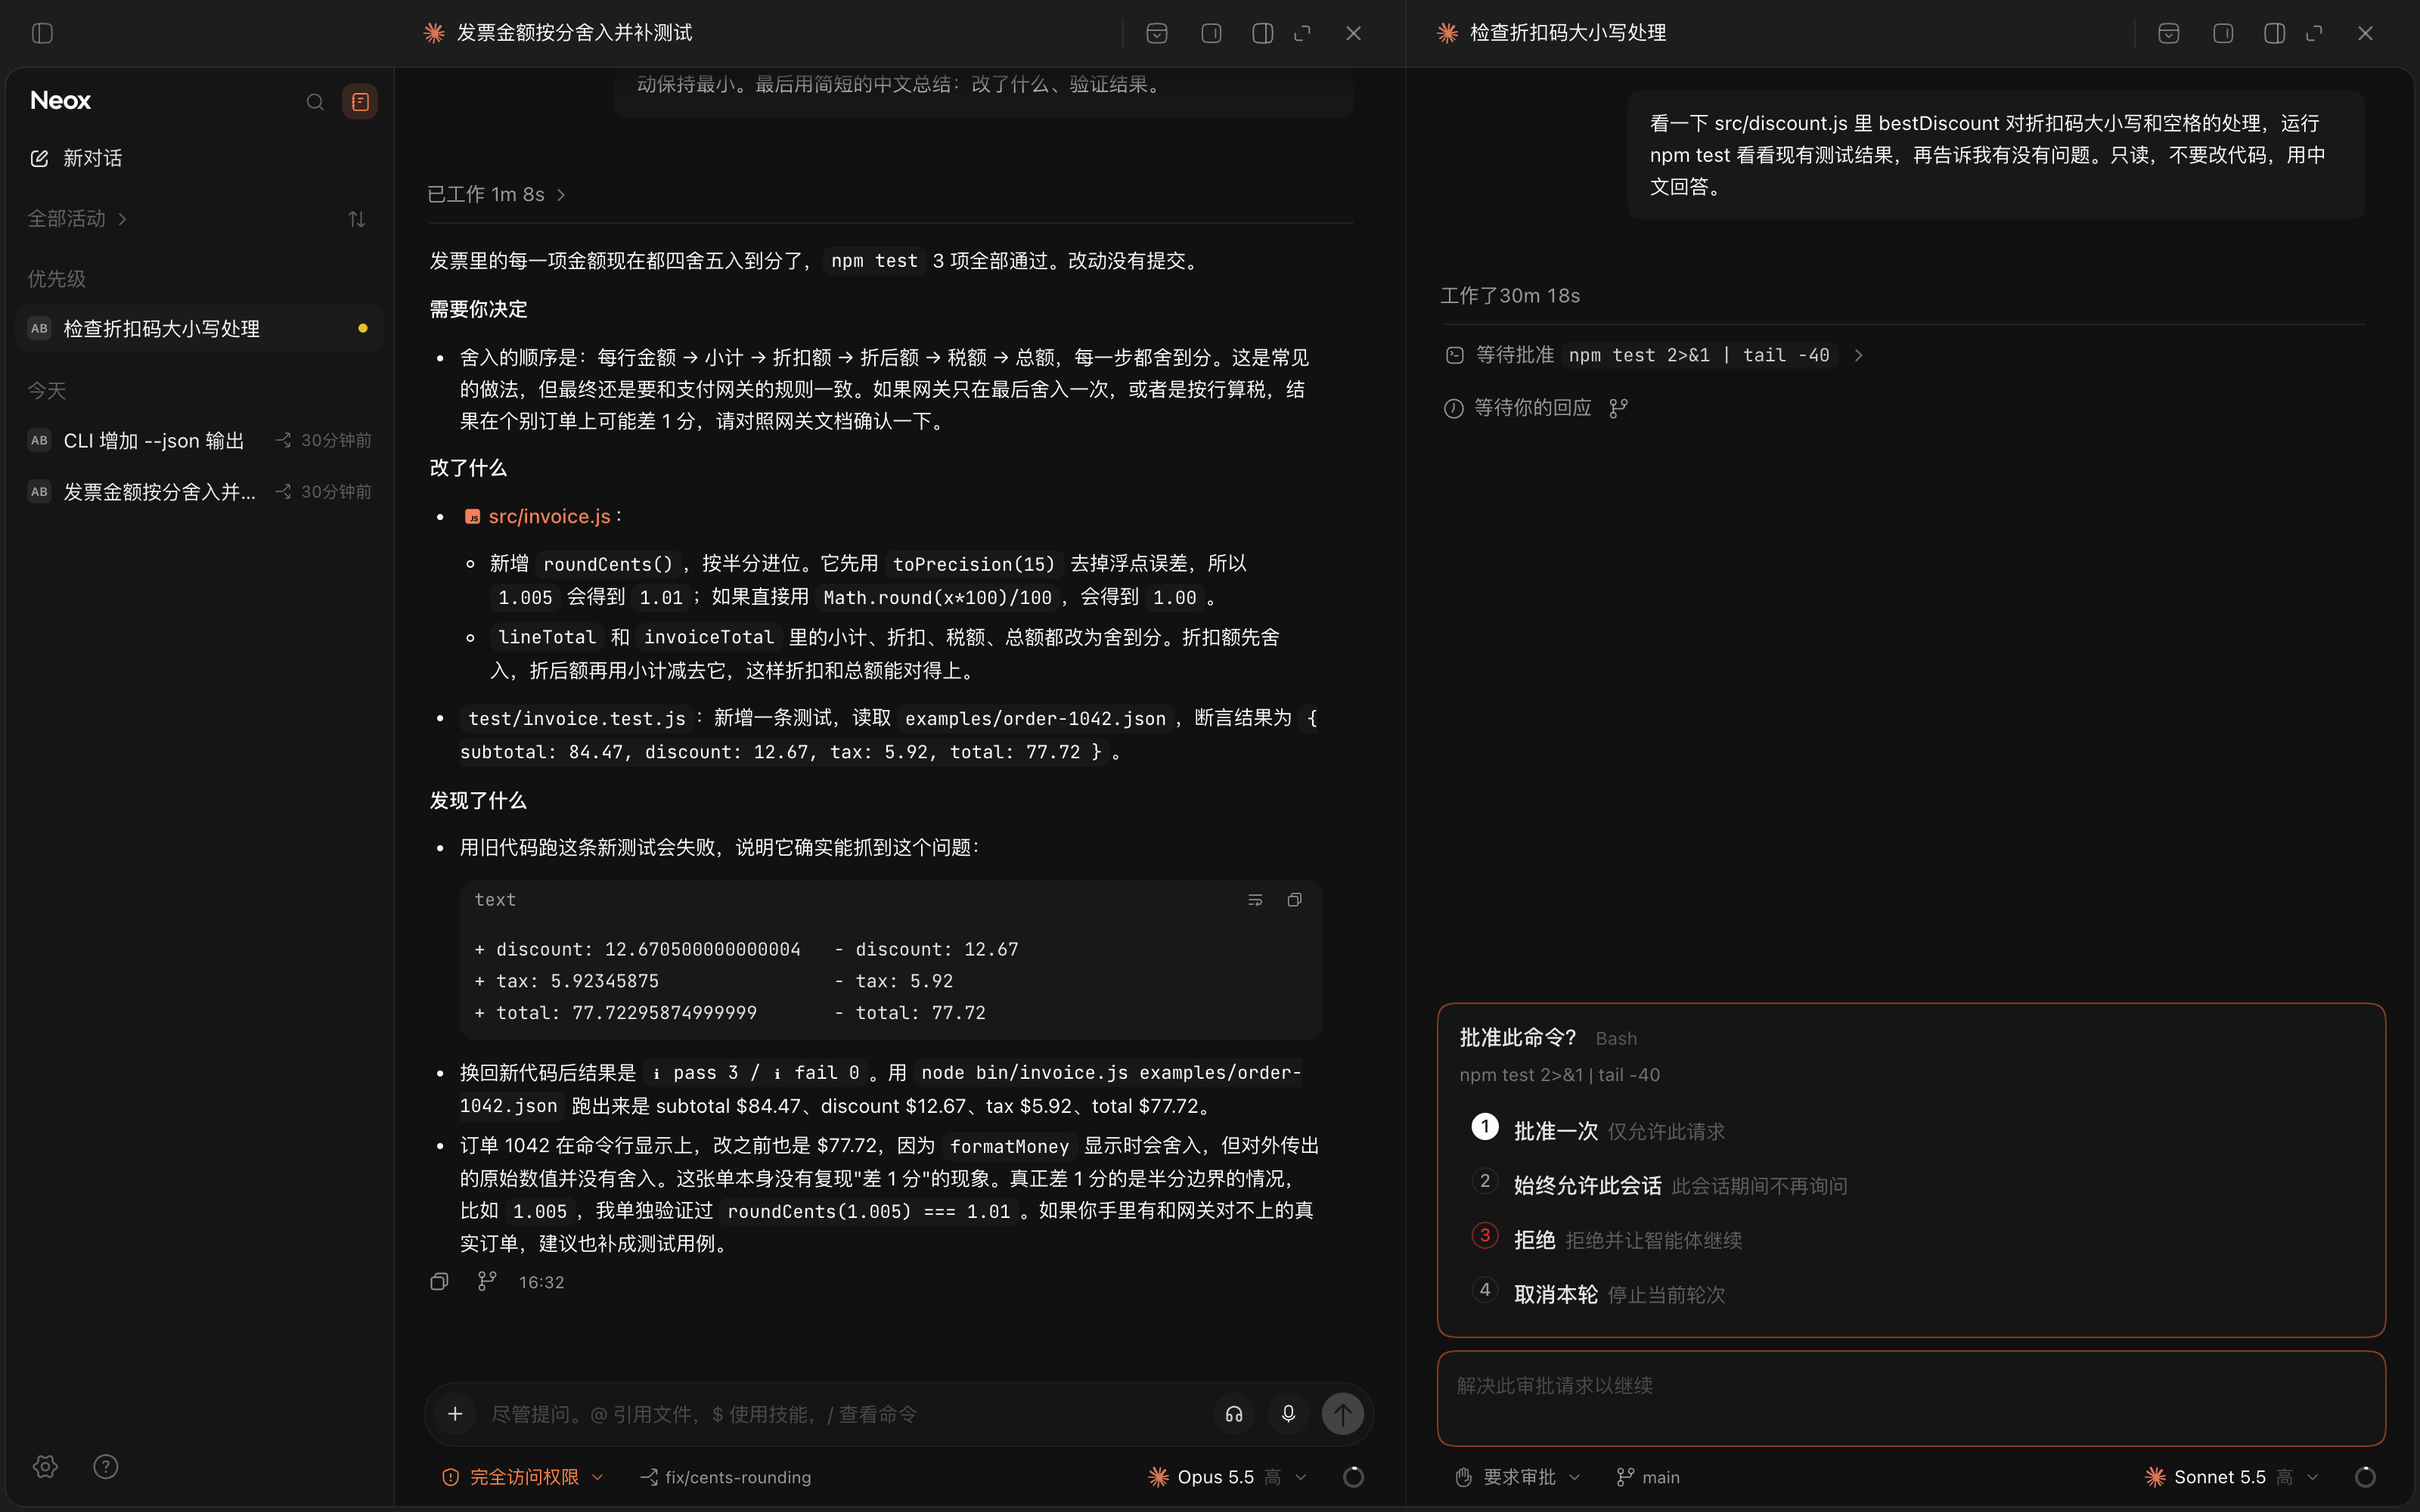 发票金额按分舍入并补测试
检查折扣码大小写处理
Neox
新对话
全部活动
优先级
AB 检查折扣码大小写处理
今天
AB CLI 增加 --json 输出 30分钟前
AB 发票金额按分舍入并... 30分钟前
动保持最小。最后用简短的中文总结：改了什么、验证结果。
已工作 1m 8s
发票里的每一项金额现在都四舍五入到分了， npm test 3 项全部通过。改动没有提交。
需要你决定
• 舍入的顺序是：每行金额 → 小计 → 折扣额 → 折后额 → 税额 → 总额，每一步都舍到分。这是常见
的做法，但最终还是要和支付网关的规则一致。如果网关只在最后舍入一次，或者是按行算税，结
果在个别订单上可能差 1 分，请对照网关文档确认一下。
改了什么
• JS src/invoice.js：
新增 roundCents() ，按半分进位。它先用 toPrecision(15) 去掉浮点误差，所以
1.005 会得到 1.01 ；如果直接用 Math.round(x*100)/100 ，会得到 1.00 。
lineTotal 和 invoiceTotal 里的小计、折扣、税额、总额都改为舍到分。折扣额先舍
入，折后额再用小计减去它，这样折扣和总额能对得上。
• test/invoice.test.js ：新增一条测试，读取 examples/order-1042.json ，断言结果为 {
subtotal: 84.47, discount: 12.67, tax: 5.92, total: 77.72 } 。
发现了什么
• 用旧代码跑这条新测试会失败，说明它确实能抓到这个问题：
text
+ discount: 12.670500000000004 - discount: 12.67
+ tax: 5.92345875 - tax: 5.92
+ total: 77.72295874999999 - total: 77.72
• 换回新代码后结果是 ℹ pass 3 / ℹ fail 0 。用 node bin/invoice.js examples/order-
1042.json 跑出来是 subtotal $84.47、discount $12.67、tax $5.92、total $77.72。
• 订单 1042 在命令行显示上，改之前也是 $77.72，因为 formatMoney 显示时会舍入，但对外传出
的原始数值并没有舍入。这张单本身没有复现"差 1 分"的现象。真正差 1 分的是半分边界的情况，
比如 1.005 ，我单独验证过 roundCents(1.005) === 1.01 。如果你手里有和网关对不上的真
实订单，建议也补成测试用例。
16:32
尽管提问。@ 引用文件，$ 使用技能，/ 查看命令
完全访问权限 fix/cents-rounding Opus 5.5 高
看一下 src/discount.js 里 bestDiscount 对折扣码大小写和空格的处理，运行
npm test 看看现有测试结果，再告诉我有没有问题。只读，不要改代码，用中
文回答。
工作了30m 18s
等待批准 npm test 2>&1 | tail -40
等待你的回应
批准此命令？ Bash
npm test 2>&1 | tail -40
1 批准一次 仅允许此请求
2 始终允许此会话 此会话期间不再询问
3 拒绝 拒绝并让智能体继续
4 取消本轮 停止当前轮次
解决此审批请求以继续
要求审批 main Sonnet 5.5 高